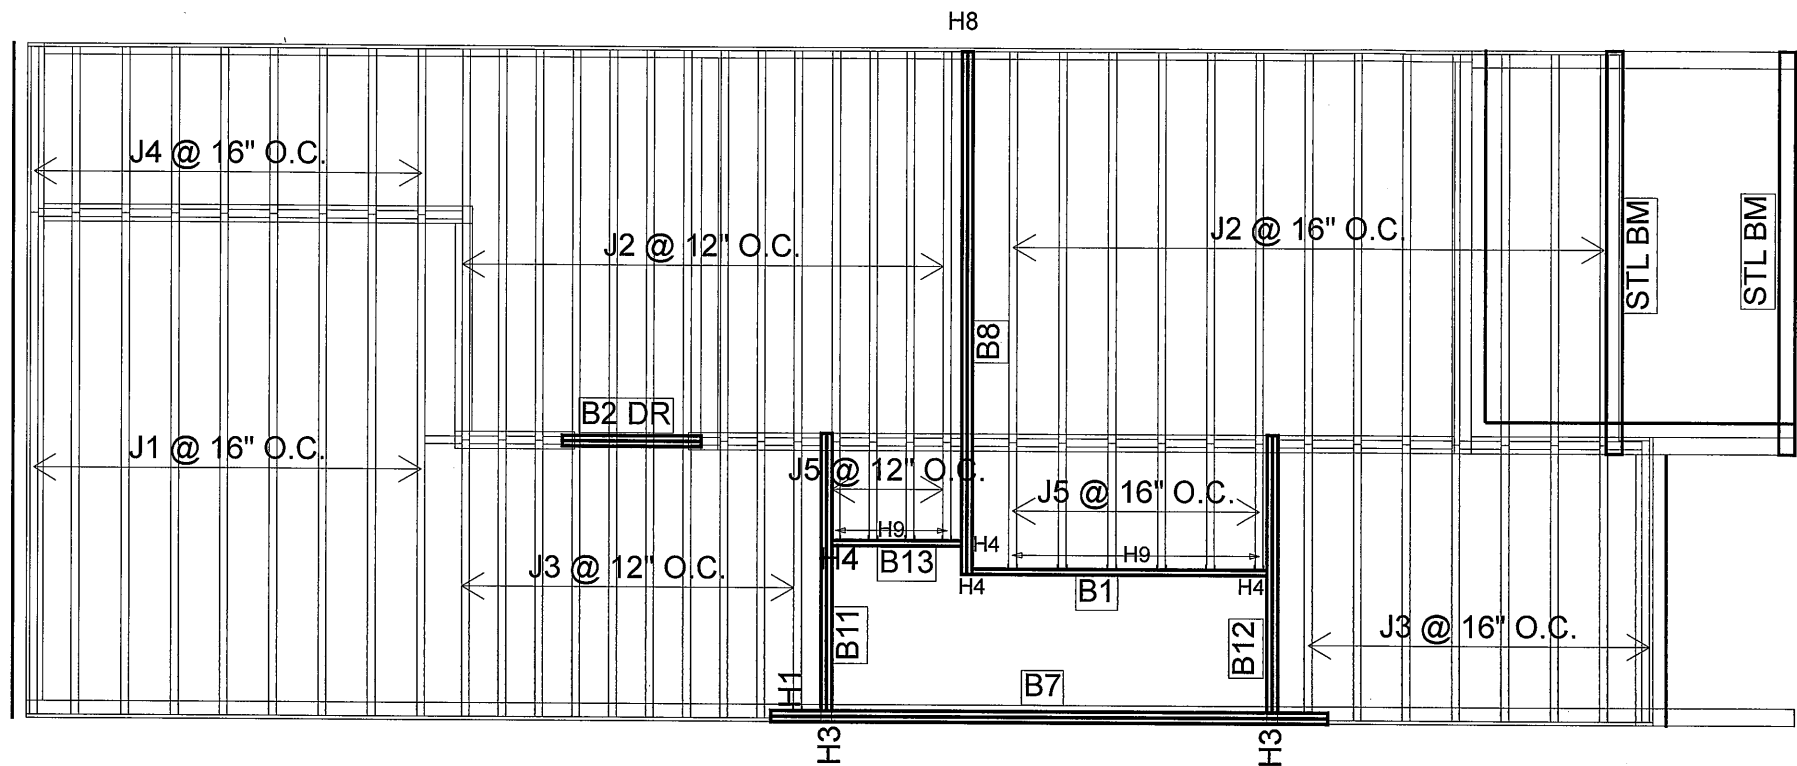 H8
J4 @ 16" O.C.
J2 @ 12" O.C.
J2 @ 16" O.C.
STL BM
STL BM
B8
B2 DR
J1 @ 16" O.C.
J5 @ 12" O.C.
J5 @ 16" O.C.
H9
H4
H4
B13
H9
J3 @ 12" O.C.
H4
B1
H4
B11
B12
J3 @ 16" O.C.
H1
B7
H3
H3